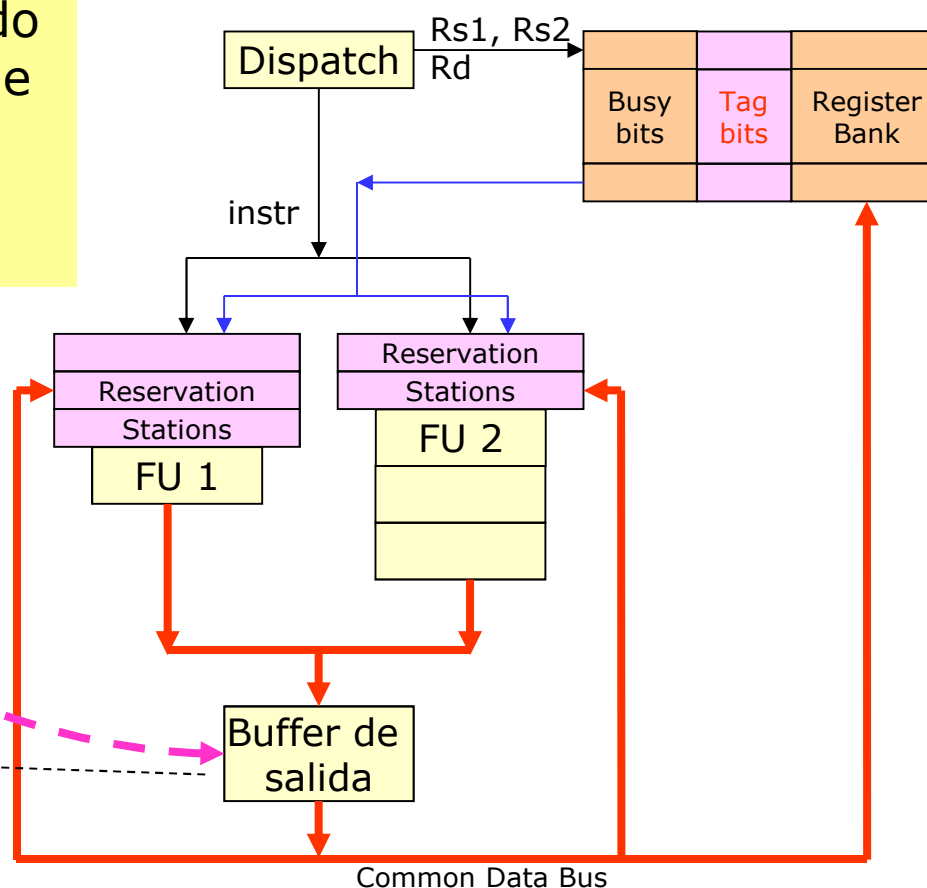 do
e
Dispatch
Rs1, Rs2
Rd
Busy
bits
Tag
bits
Register
Bank
instr
Reservation
Stations
FU 1
Reservation
Stations
FU 2
Buffer de
salida
Common Data Bus